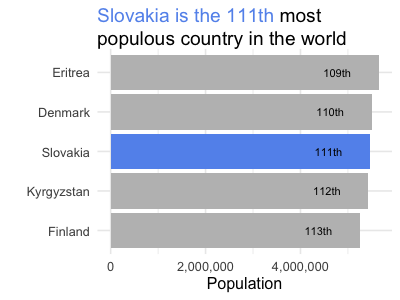 Slovakia is the 111th most
populous country in the world
Eritrea 109th
Denmark 110th
Slovakia 111th
Kyrgyzstan 112th
Finland 113th
0 2,000,000 4,000,000
Population